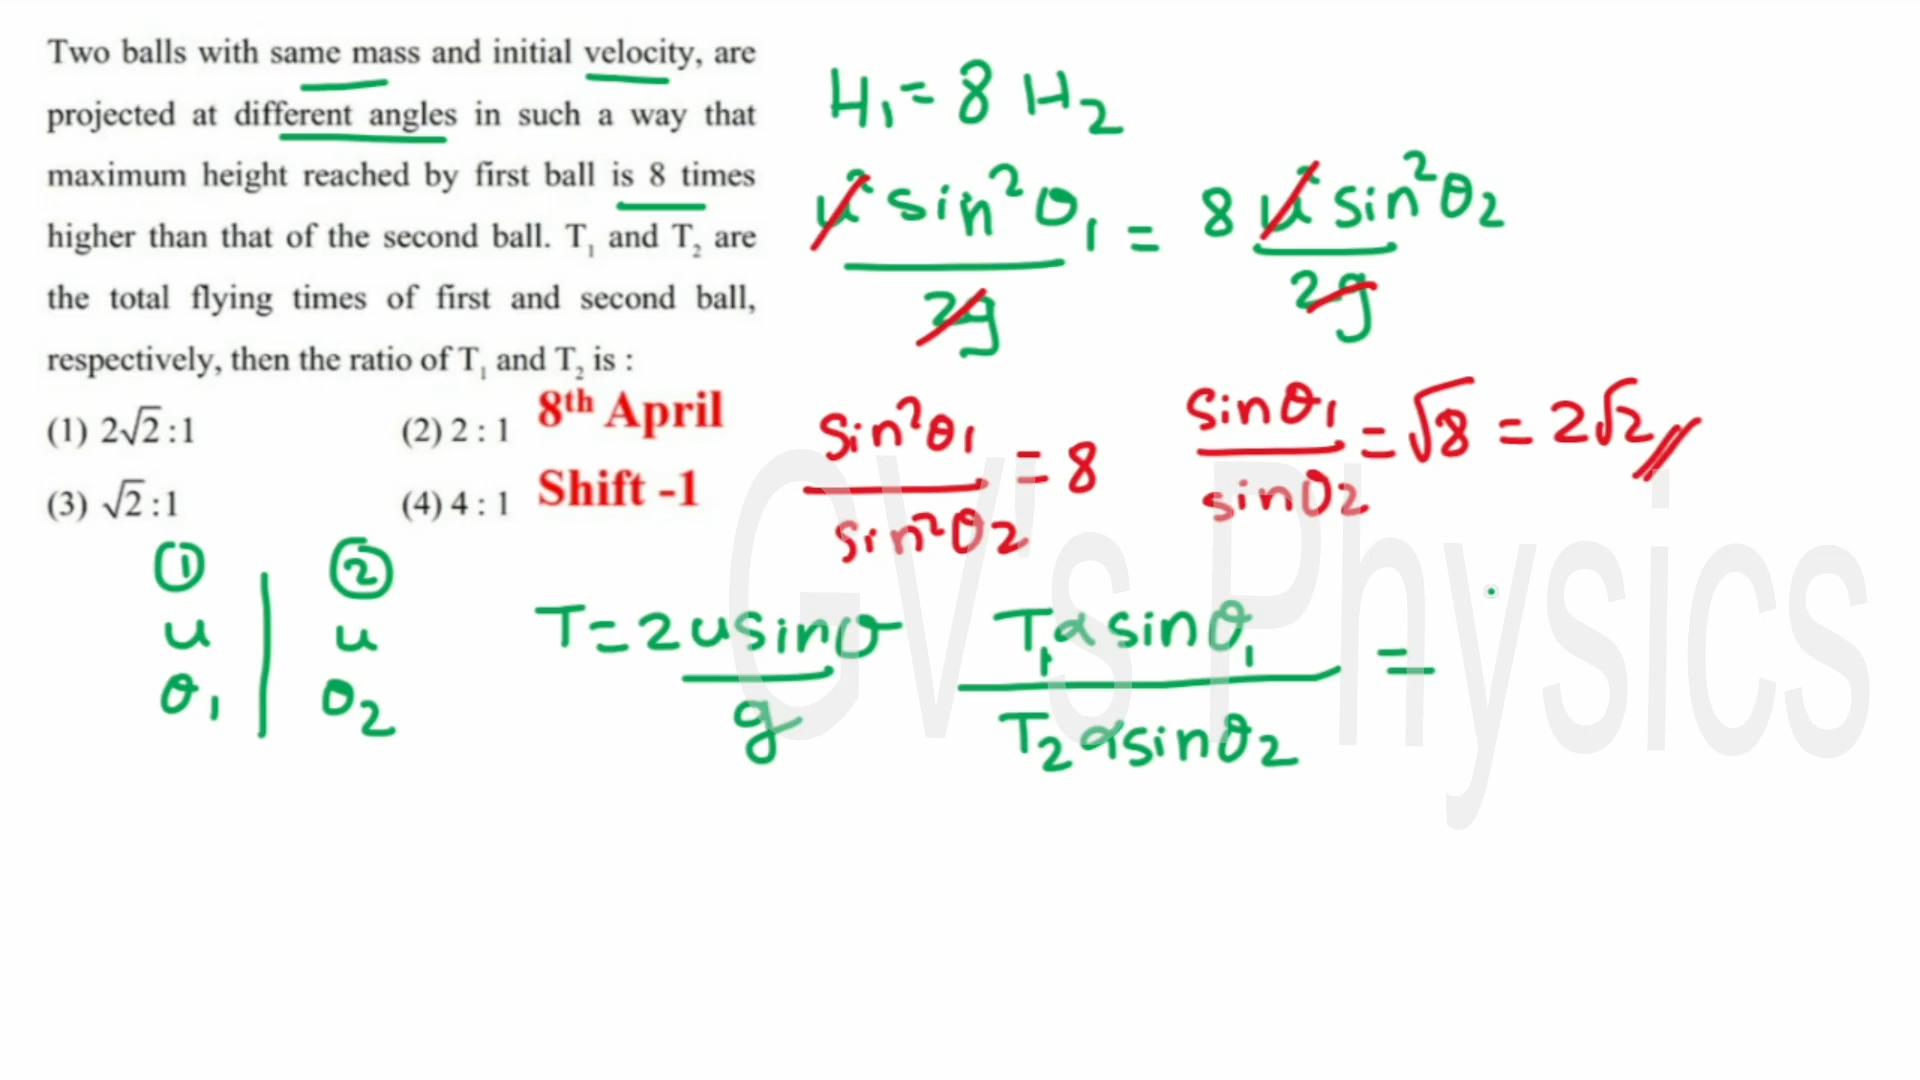 Two balls with same mass and initial velocity, are
projected at different angles in such a way that
maximum height reached by first ball is 8 times
higher than that of the second ball. T₁ and T₂ are
the total flying times of first and second ball,
respectively, then the ratio of T₁ and T₂ is :
(1) 2√2 : 1 (2) 2 : 1
(3) √2 : 1 (4) 4 : 1
8th April
Shift -1
H₁ = 8 H₂
u² sin²θ₁ / 2g = 8 u² sin²θ₂ / 2g
sin²θ₁ / sin²θ₂ = 8
sinθ₁ / sinθ₂ = √8 = 2√2 //
① ②
u u
θ₁ θ₂
T = 2usinθ / g
T₁ α sinθ₁ / T₂ α sinθ₂ =
GV's Physics